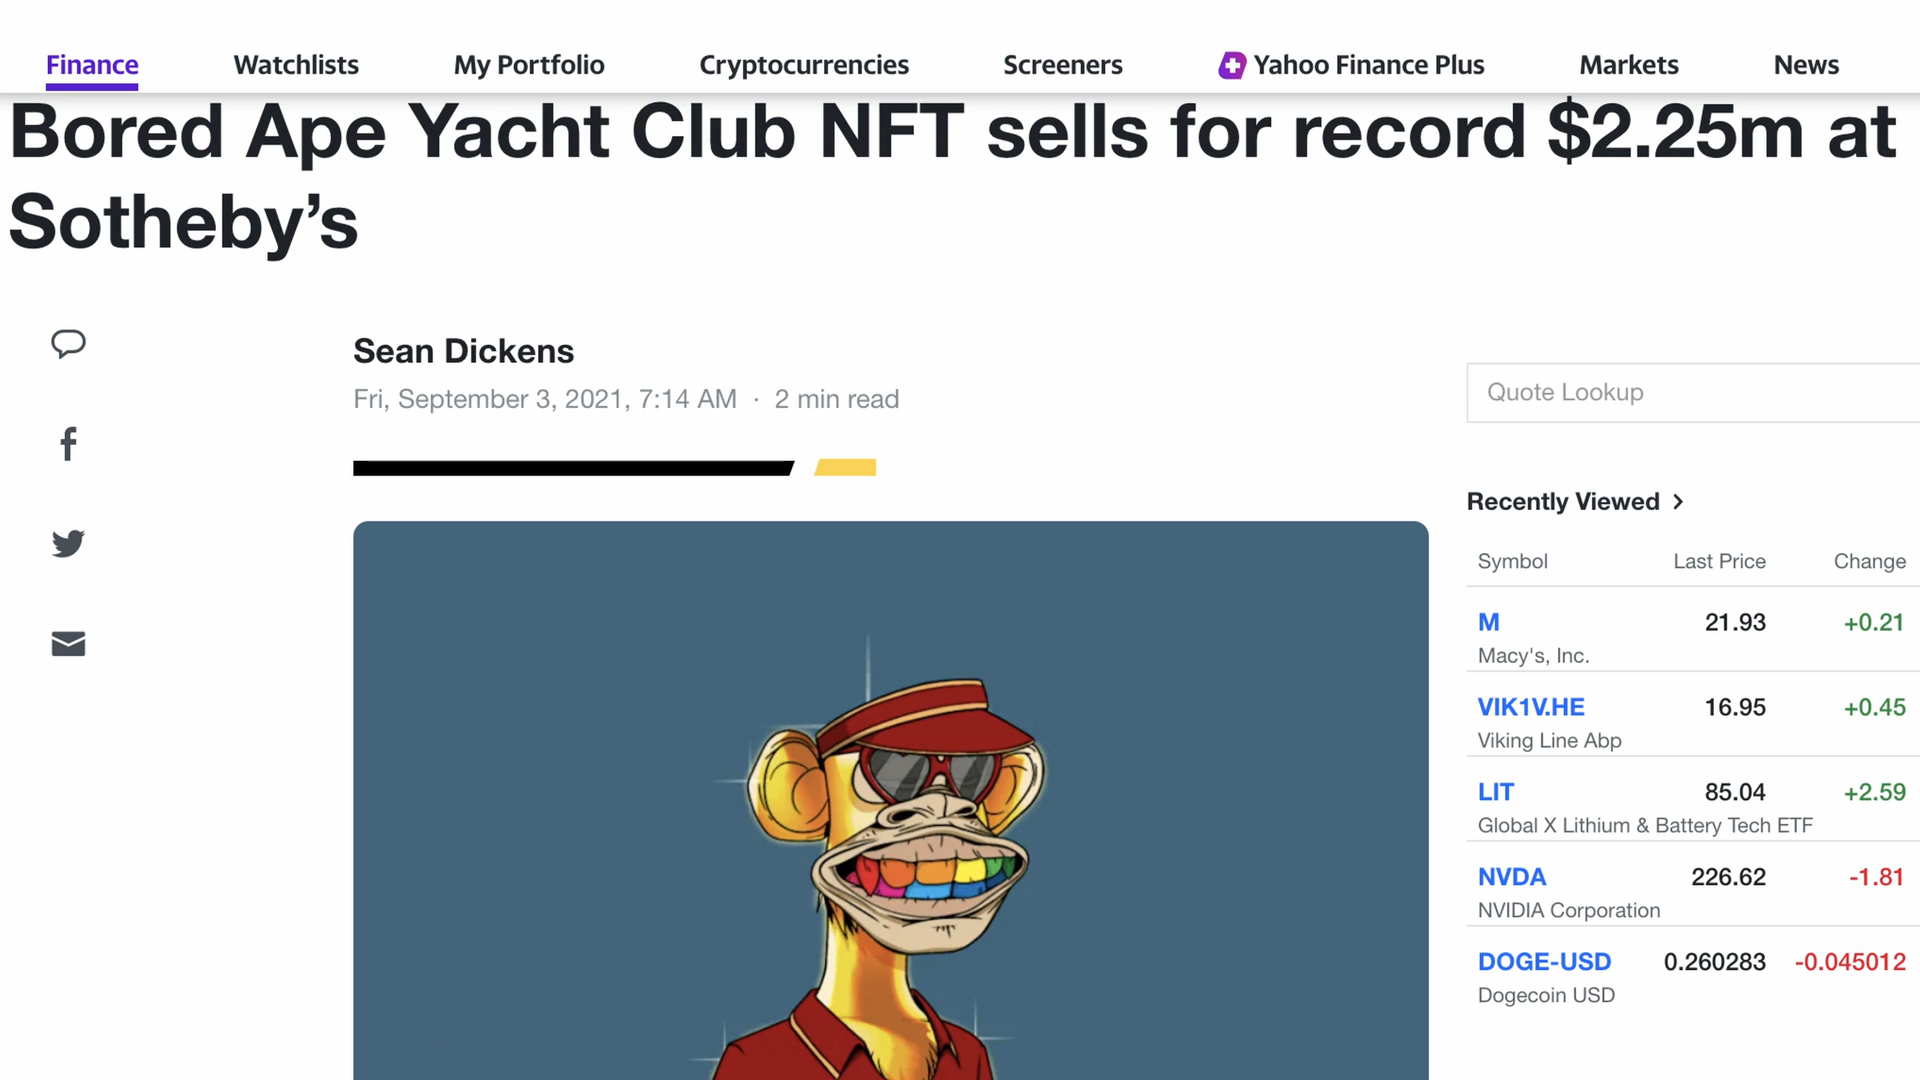 Finance Watchlists My Portfolio Cryptocurrencies Screeners Yahoo Finance Plus Markets News
Bored Ape Yacht Club NFT sells for record $2.25m at
Sotheby’s
Sean Dickens
Fri, September 3, 2021, 7:14 AM · 2 min read
Quote Lookup
Recently Viewed
Symbol Last Price Change
M 21.93 +0.21
Macy's, Inc.
VIK1V.HE 16.95 +0.45
Viking Line Abp
LIT 85.04 +2.59
Global X Lithium & Battery Tech ETF
NVDA 226.62 -1.81
NVIDIA Corporation
DOGE-USD 0.260283 -0.045012
Dogecoin USD